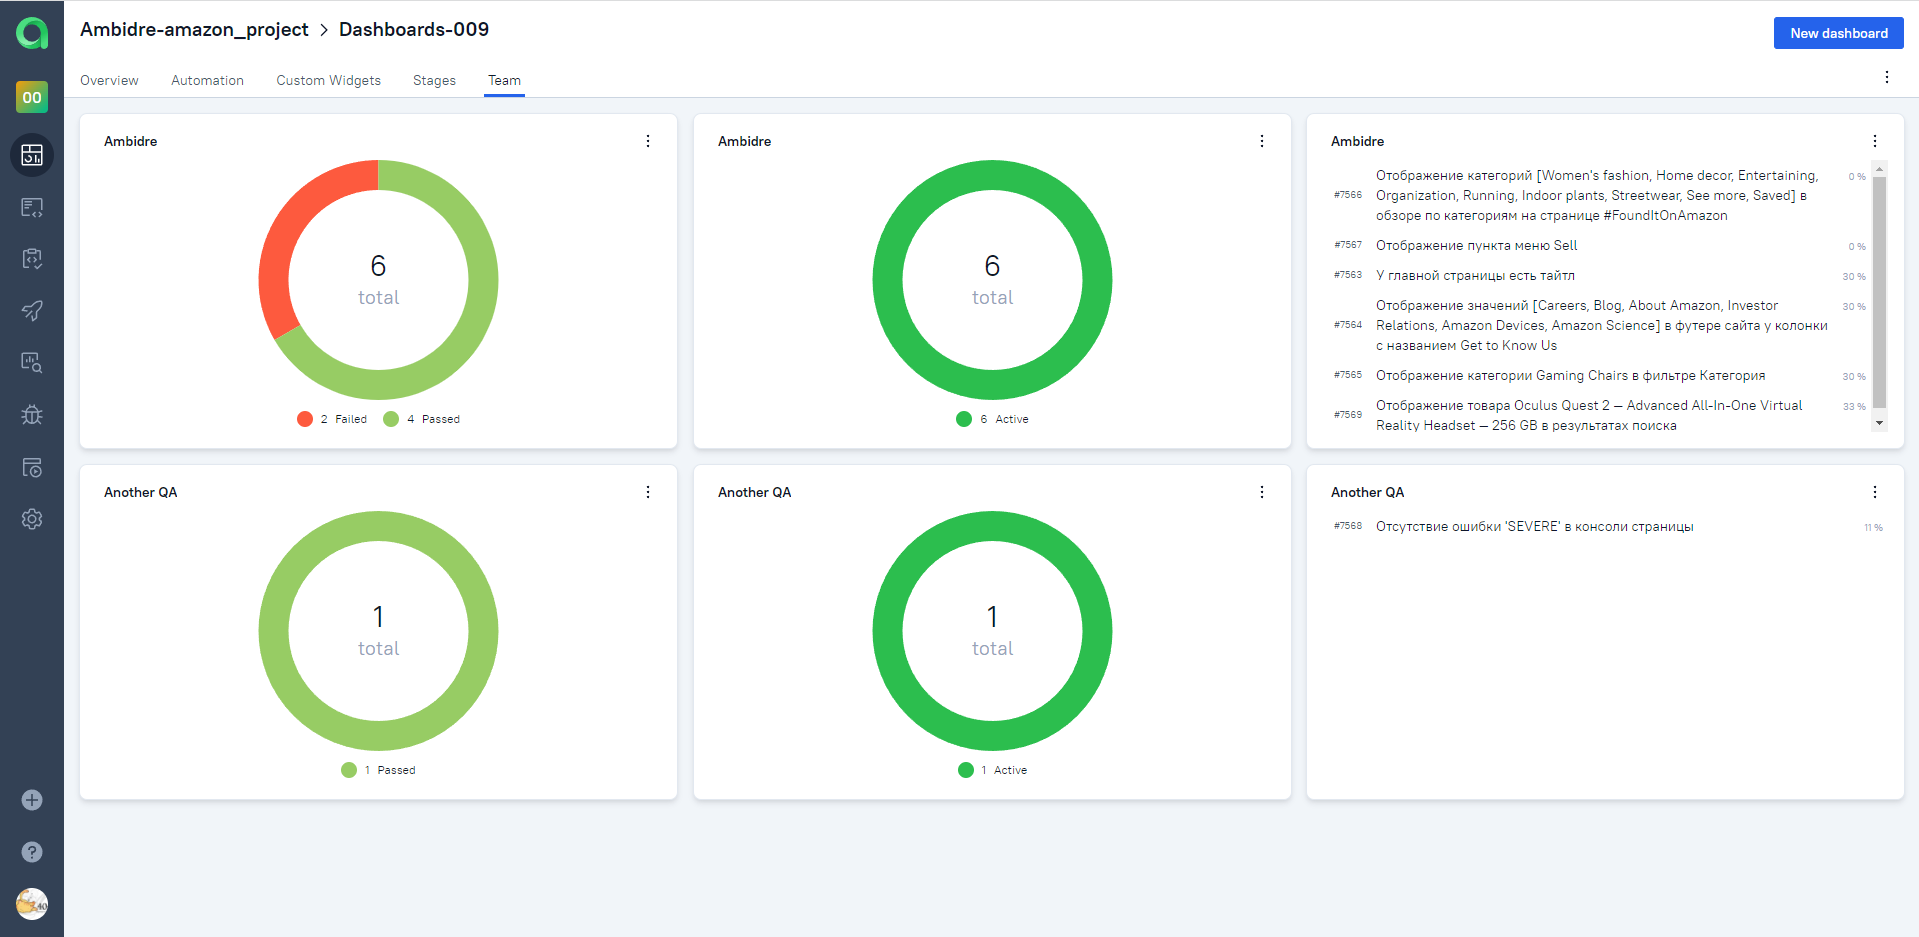 Ambidre-amazon_project > Dashboards-009
New dashboard
Overview Automation Custom Widgets Stages Team
OO
Ambidre
6
total
2 Failed 4 Passed
Ambidre
6
total
6 Active
Ambidre
#7566 Отображение категорий [Women's fashion, Home decor, Entertaining, 0 %
Organization, Running, Indoor plants, Streetwear, See more, Saved] в
обзоре по категориям на странице #FoundItOnAmazon
#7567 Отображение пункта меню Sell 0 %
#7563 У главной страницы есть тайтл 30 %
#7564 Отображение значений [Careers, Blog, About Amazon, Investor 30 %
Relations, Amazon Devices, Amazon Science] в футере сайта у колонки
с названием Get to Know Us
#7565 Отображение категории Gaming Chairs в фильтре Категория 30 %
#7569 Отображение товара Oculus Quest 2 — Advanced All-In-One Virtual 33 %
Reality Headset — 256 GB в результатах поиска
Another QA
1
total
1 Passed
Another QA
1
total
1 Active
Another QA
#7568 Отсутствие ошибки 'SEVERE' в консоли страницы 11 %